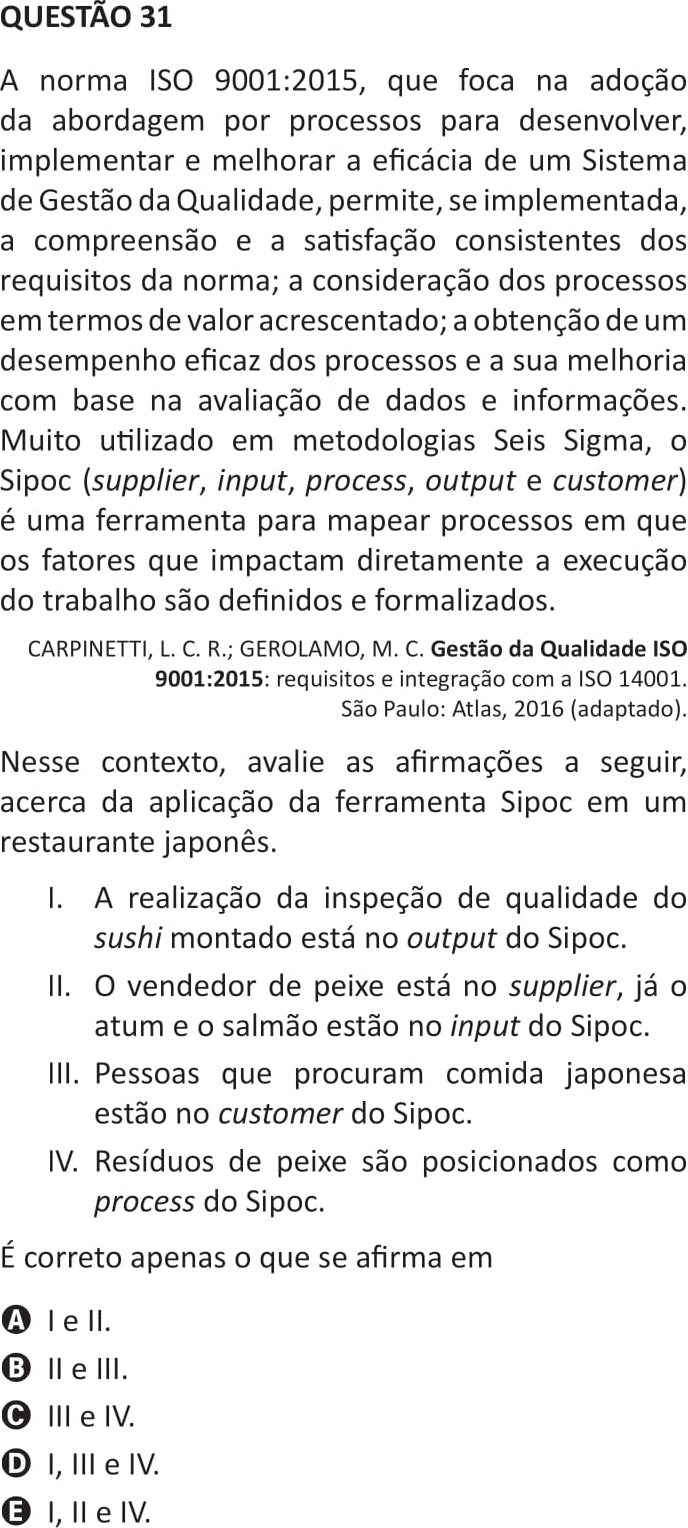 QUESTÃO 31
A norma ISO 9001:2015, que foca na adoção
da abordagem por processos para desenvolver,
implementar e melhorar a eficácia de um Sistema
de Gestão da Qualidade, permite, se implementada,
a compreensão e a satisfação consistentes dos
requisitos da norma; a consideração dos processos
em termos de valor acrescentado; a obtenção de um
desempenho eficaz dos processos e a sua melhoria
com base na avaliação de dados e informações.
Muito utilizado em metodologias Seis Sigma, o
Sipoc (supplier, input, process, output e customer)
é uma ferramenta para mapear processos em que
os fatores que impactam diretamente a execução
do trabalho são definidos e formalizados.
CARPINETTI, L. C. R.; GEROLAMO, M. C. Gestão da Qualidade ISO
9001:2015: requisitos e integração com a ISO 14001.
São Paulo: Atlas, 2016 (adaptado).
Nesse contexto, avalie as afirmações a seguir,
acerca da aplicação da ferramenta Sipoc em um
restaurante japonês.
I. A realização da inspeção de qualidade do
sushi montado está no output do Sipoc.
II. O vendedor de peixe está no supplier, já o
atum e o salmão estão no input do Sipoc.
III. Pessoas que procuram comida japonesa
estão no customer do Sipoc.
IV. Resíduos de peixe são posicionados como
process do Sipoc.
É correto apenas o que se afirma em
A I e II.
B II e III.
C III e IV.
D I, III e IV.
E I, II e IV.